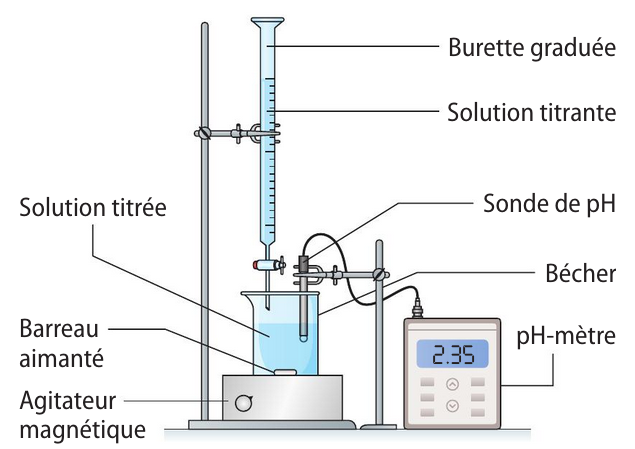 Burette graduée
Solution titrante
Solution titrée
Sonde de pH
Bécher
Barreau
aimanté
pH-mètre
2.35
Agitateur
magnétique